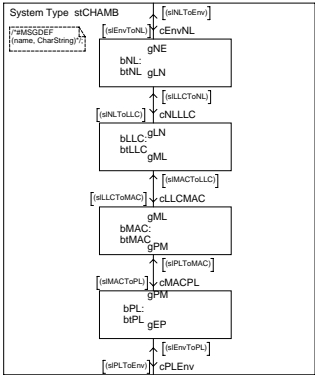 System Type stCHAMB
/*#MSGDEF
(name, CharString)*/;
[(slNLToEnv)]
[(slEnvToNL)] cEnvNL
gNE
bNL:
btNL gLN
[(slLLCToNL)]
[(slNLToLLC)] cNLLLC
gLN
bLLC:
btLLC
gML
[(slMACToLLC)]
[(slLLCToMAC)] cLLCMAC
gML
bMAC:
btMAC
gPM
[(slPLToMAC)]
[(slMACToPL)] cMACPL
gPM
bPL:
btPL gEP
[(slEnvToPL)]
[(slPLToEnv)] cPLEnv